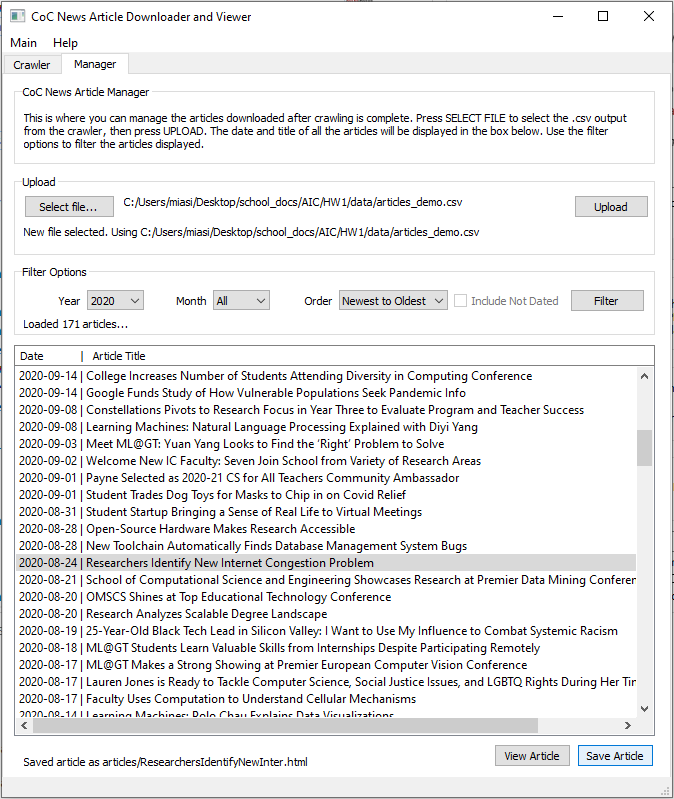 CoC News Article Downloader and Viewer
Main Help
Crawler Manager
CoC News Article Manager
This is where you can manage the articles downloaded after crawling is complete. Press SELECT FILE to select the .csv output
from the crawler, then press UPLOAD. The date and title of all the articles will be displayed in the box below. Use the filter
options to filter the articles displayed.
Upload
Select file... C:/Users/miasi/Desktop/school_docs/AIC/HW1/data/articles_demo.csv Upload
New file selected. Using C:/Users/miasi/Desktop/school_docs/AIC/HW1/data/articles_demo.csv
Filter Options
Year 2020 Month All Order Newest to Oldest Include Not Dated Filter
Loaded 171 articles...
Date | Article Title
2020-09-14 | College Increases Number of Students Attending Diversity in Computing Conference
2020-09-14 | Google Funds Study of How Vulnerable Populations Seek Pandemic Info
2020-09-08 | Constellations Pivots to Research Focus in Year Three to Evaluate Program and Teacher Success
2020-09-08 | Learning Machines: Natural Language Processing Explained with Diyi Yang
2020-09-03 | Meet ML@GT: Yuan Yang Looks to Find the ‘Right’ Problem to Solve
2020-09-02 | Welcome New IC Faculty: Seven Join School from Variety of Research Areas
2020-09-01 | Payne Selected as 2020-21 CS for All Teachers Community Ambassador
2020-09-01 | Student Trades Dog Toys for Masks to Chip in on Covid Relief
2020-08-31 | Student Startup Bringing a Sense of Real Life to Virtual Meetings
2020-08-28 | Open-Source Hardware Makes Research Accessible
2020-08-28 | New Toolchain Automatically Finds Database Management System Bugs
2020-08-24 | Researchers Identify New Internet Congestion Problem
2020-08-21 | School of Computational Science and Engineering Showcases Research at Premier Data Mining Conferen
2020-08-20 | OMSCS Shines at Top Educational Technology Conference
2020-08-20 | Research Analyzes Scalable Degree Landscape
2020-08-19 | 25-Year-Old Black Tech Lead in Silicon Valley: I Want to Use My Influence to Combat Systemic Racism
2020-08-18 | ML@GT Students Learn Valuable Skills from Internships Despite Participating Remotely
2020-08-17 | ML@GT Makes a Strong Showing at Premier European Computer Vision Conference
2020-08-17 | Lauren Jones is Ready to Tackle Computer Science, Social Justice Issues, and LGBTQ Rights During Her Tir
2020-08-17 | Faculty Uses Computation to Understand Cellular Mechanisms
2020-08-14 | Learning Machines: Polo Chau Explains Data Visualizations
Saved article as articles/ResearchersIdentifyNewInter.html View Article Save Article